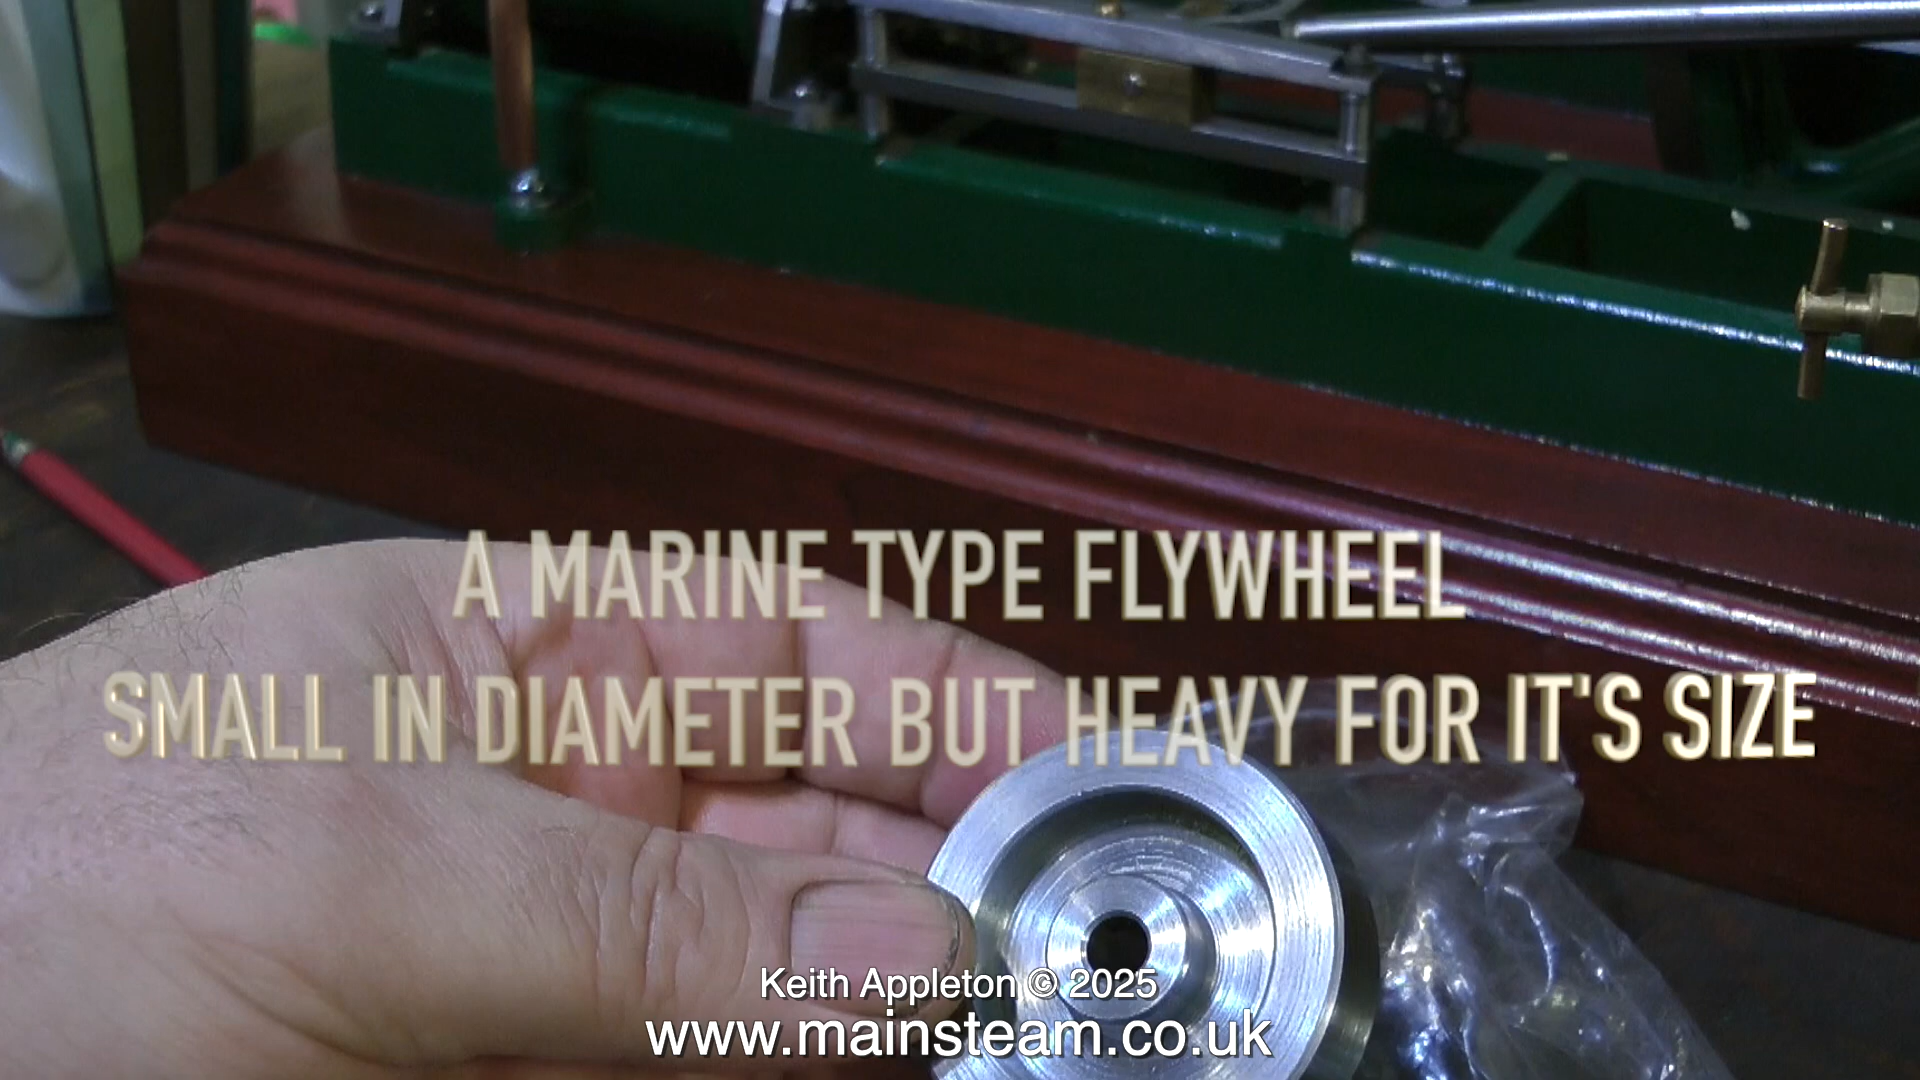 A MARINE TYPE FLYWHEEL
SMALL IN DIAMETER BUT HEAVY FOR IT'S SIZE
Keith Appleton © 2025
www.mainsteam.co.uk